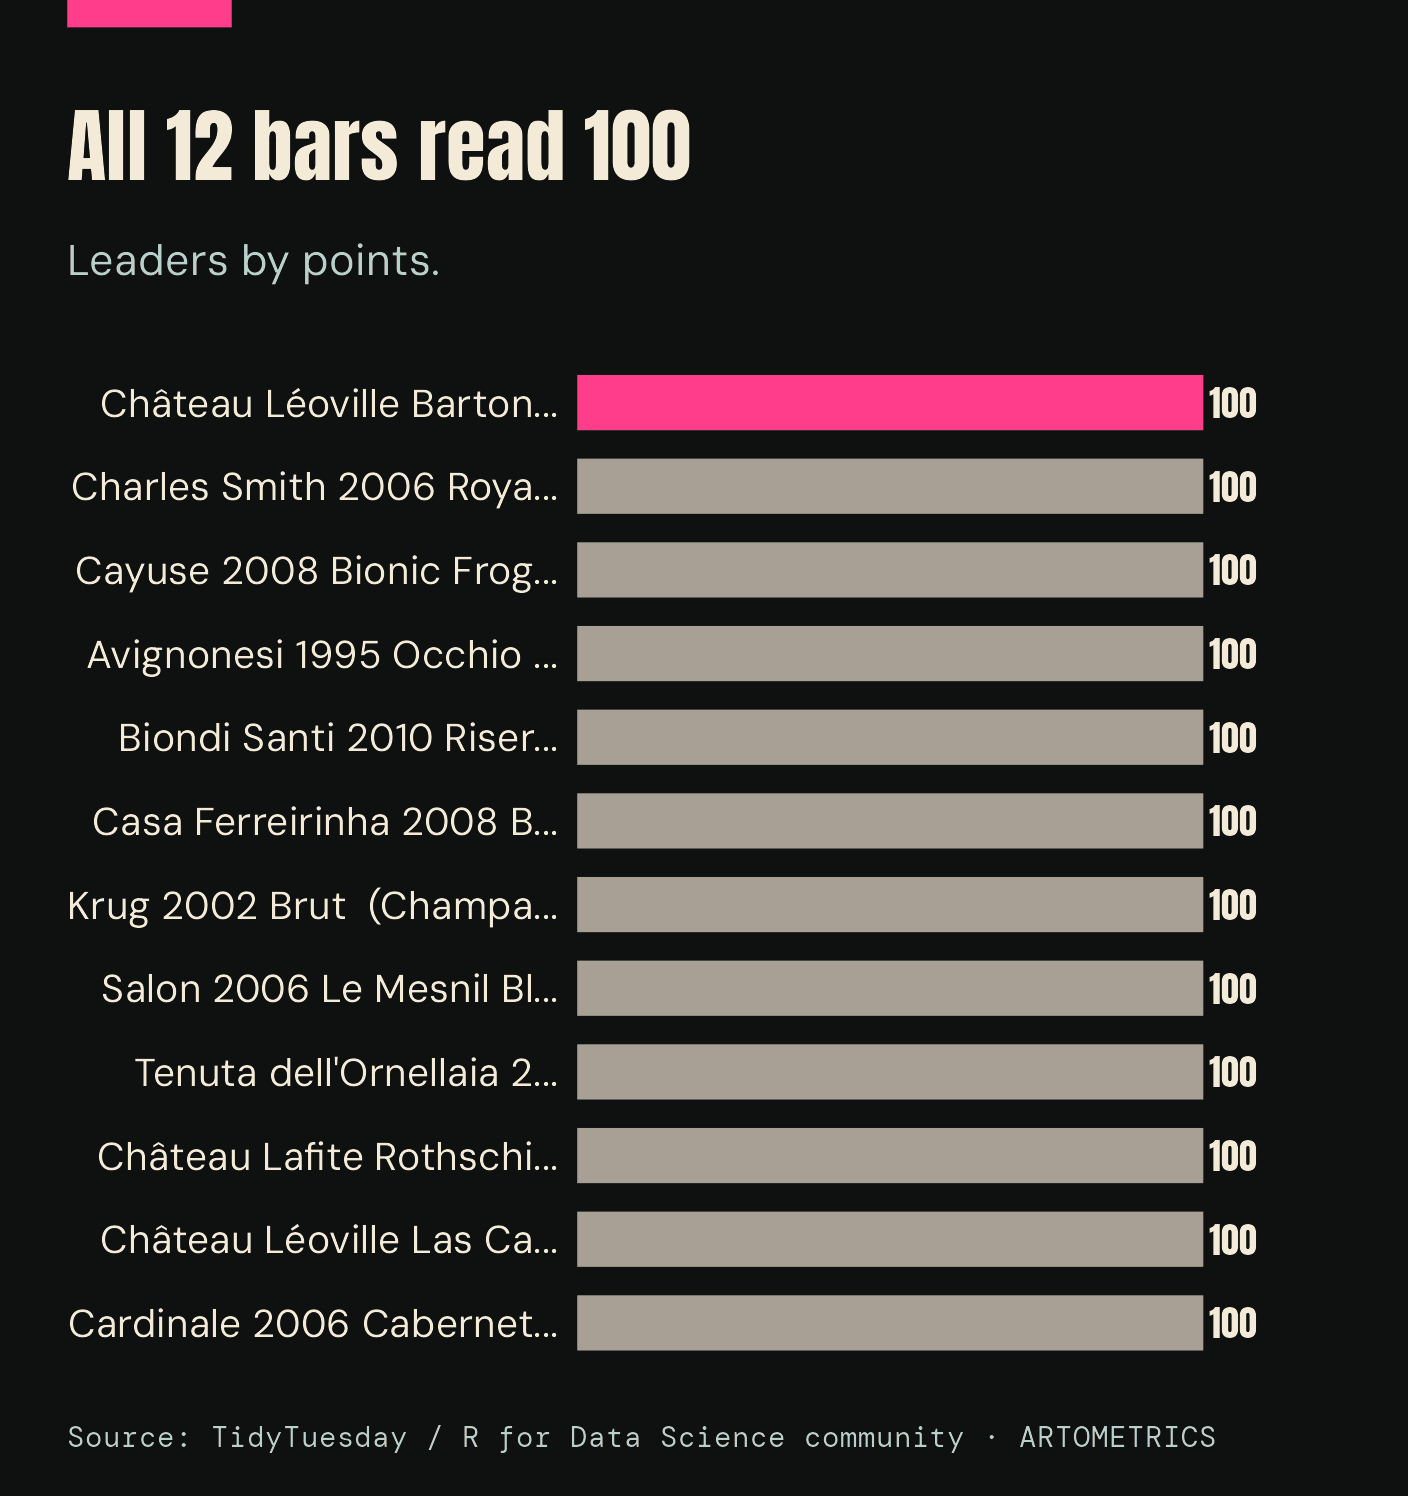 All 12 bars read 100
Leaders by points.
Château Léoville Barton... 100
Charles Smith 2006 Roya... 100
Cayuse 2008 Bionic Frog... 100
Avignonesi 1995 Occhio ... 100
Biondi Santi 2010 Riser... 100
Casa Ferreirinha 2008 B... 100
Krug 2002 Brut  (Champa... 100
Salon 2006 Le Mesnil Bl... 100
Tenuta dell'Ornellaia 2... 100
Château Lafite Rothschi... 100
Château Léoville Las Ca... 100
Cardinale 2006 Cabernet... 100
Source: TidyTuesday / R for Data Science community · ARTOMETRICS